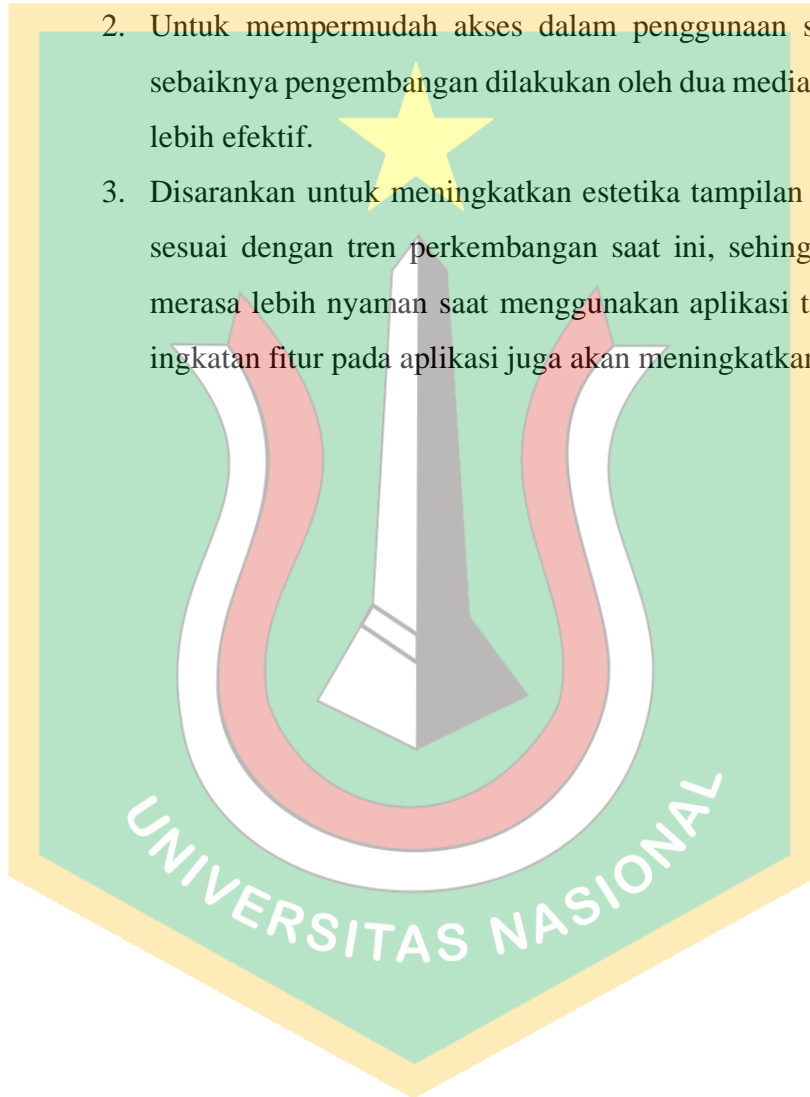 2. Untuk mempermudah akses dalam penggunaan
sebaiknya pengembangan dilakukan oleh dua media
lebih efektif.
3. Disarankan untuk meningkatkan estetika tampilan
sesuai dengan tren perkembangan saat ini,
merasa lebih nyaman saat menggunakan aplikasi
ingkatan fitur pada aplikasi juga akan
UNIVERSITAS NASIONAL